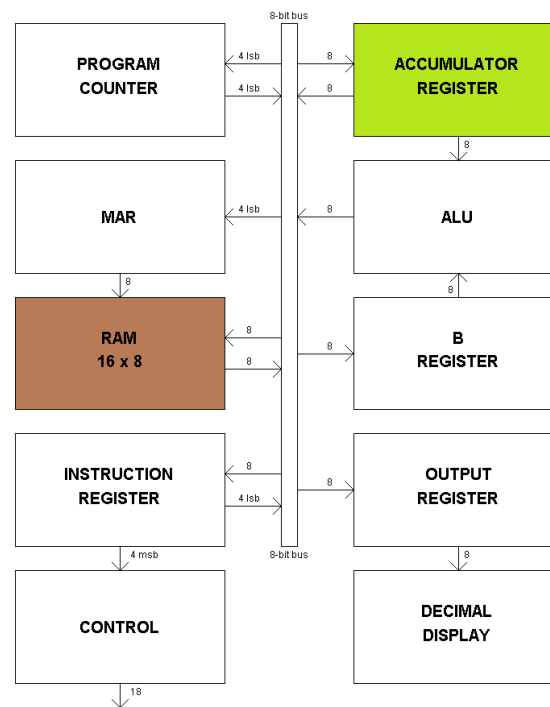 8-bit bus
PROGRAM
COUNTER
4 lsb
4 lsb
8
8
ACCUMULATOR
REGISTER
8
MAR
4 lsb
8
ALU
8
8
RAM
16 x 8
8
8
8
B
REGISTER
INSTRUCTION
REGISTER
8
4 lsb
8
OUTPUT
REGISTER
8-bit bus
4 msb
8
CONTROL
DECIMAL
DISPLAY
18